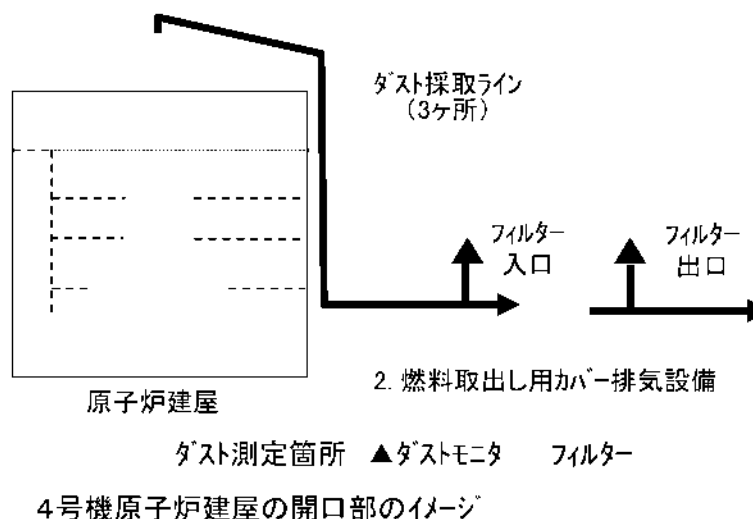 ダスト採取ライン
（3ヶ所）
フィルター
入口
フィルター
出口
2. 燃料取出し用カバー排気設備
原子炉建屋
ダスト測定箇所 ▲ダストモニタ フィルター
4号機原子炉建屋の開口部のイメージ